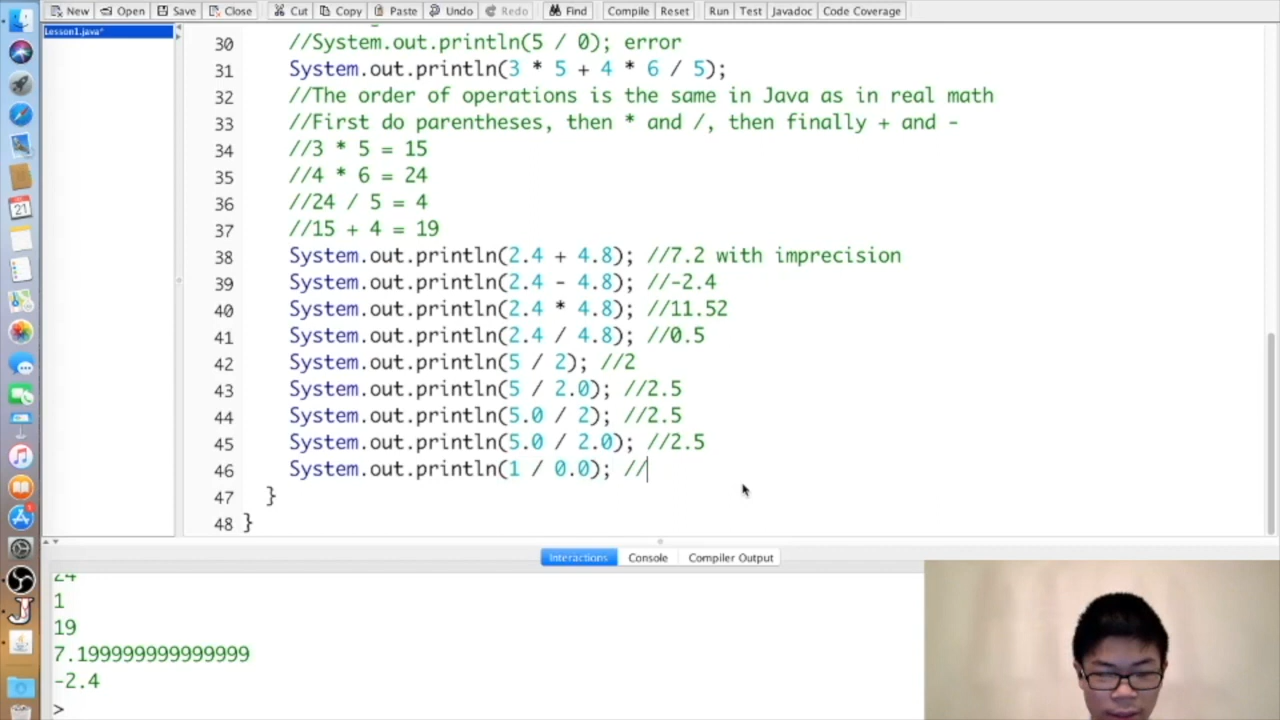 New Open Save Close Cut Copy Paste Undo Redo Find Compile Reset Run Test Javadoc Code Coverage
Lesson1.java*
30 //System.out.println(5 / 0); error
31 System.out.println(3 * 5 + 4 * 6 / 5);
32 //The order of operations is the same in Java as in real math
33 //First do parentheses, then * and /, then finally + and -
34 //3 * 5 = 15
35 //4 * 6 = 24
36 //24 / 5 = 4
37 //15 + 4 = 19
38 System.out.println(2.4 + 4.8); //7.2 with imprecision
39 System.out.println(2.4 - 4.8); //-2.4
40 System.out.println(2.4 * 4.8); //11.52
41 System.out.println(2.4 / 4.8); //0.5
42 System.out.println(5 / 2); //2
43 System.out.println(5 / 2.0); //2.5
44 System.out.println(5.0 / 2); //2.5
45 System.out.println(5.0 / 2.0); //2.5
46 System.out.println(1 / 0.0); //
47 }
48 }
Interactions Console Compiler Output
24
1
19
7.199999999999999
-2.4
>
21